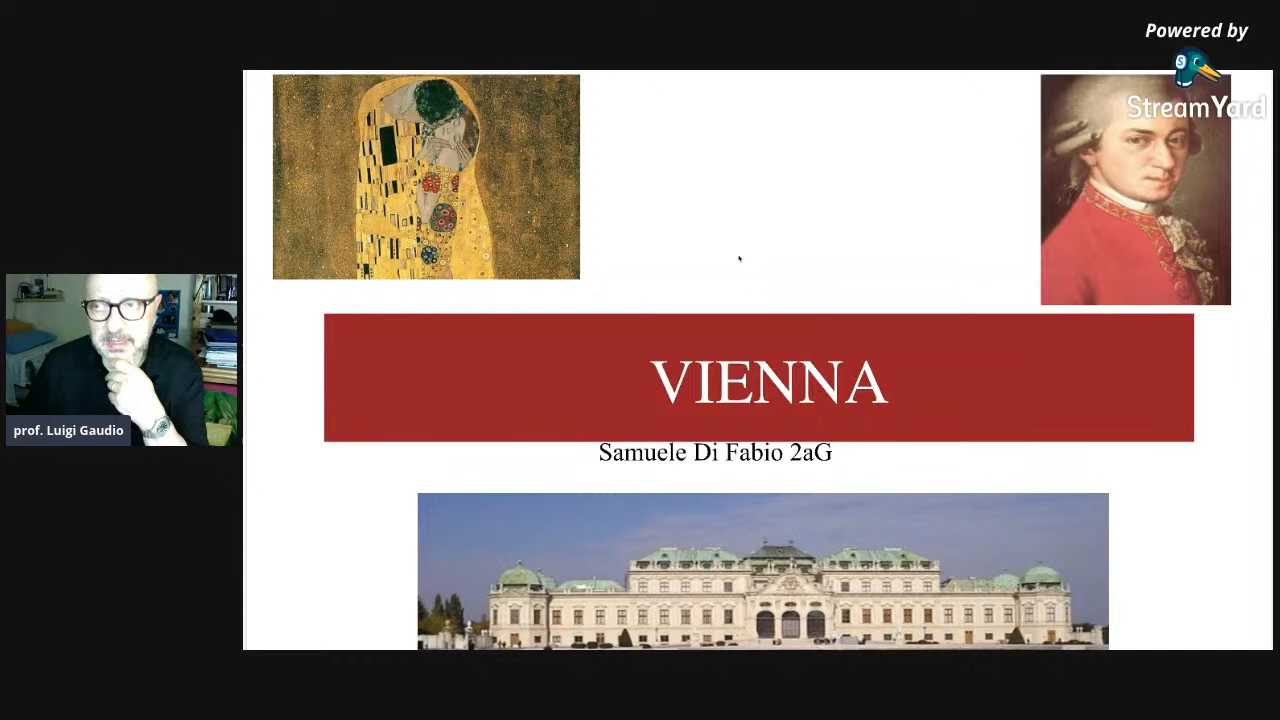 Powered by
StreamYard
VIENNA
Samuele Di Fabio 2aG
prof. Luigi Gaudio